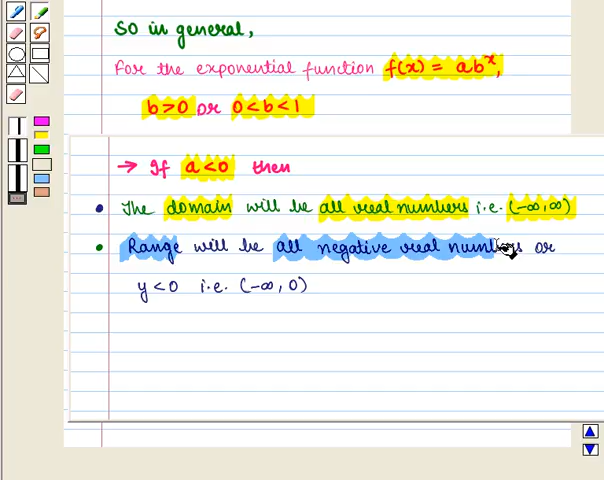 So in general,
For the exponential function f(x) = ab^x,
b>0 or 0<b<1
→ If a<0 then
• The domain will be all real numbers i.e. (-∞,∞)
• Range will be all negative real numbers or
y<0 i.e. (-∞,0)